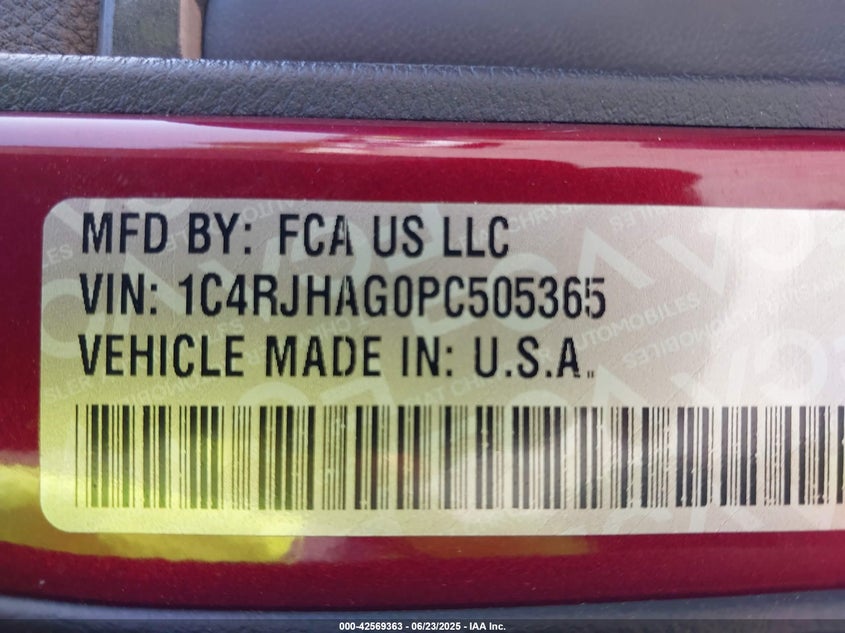 MFD BY: FCA US LLC
VIN: 1C4RJHAG0PC505365
VEHICLE MADE IN: U.S.A.
000-42569363 - 06/23/2025 - IAA Inc.